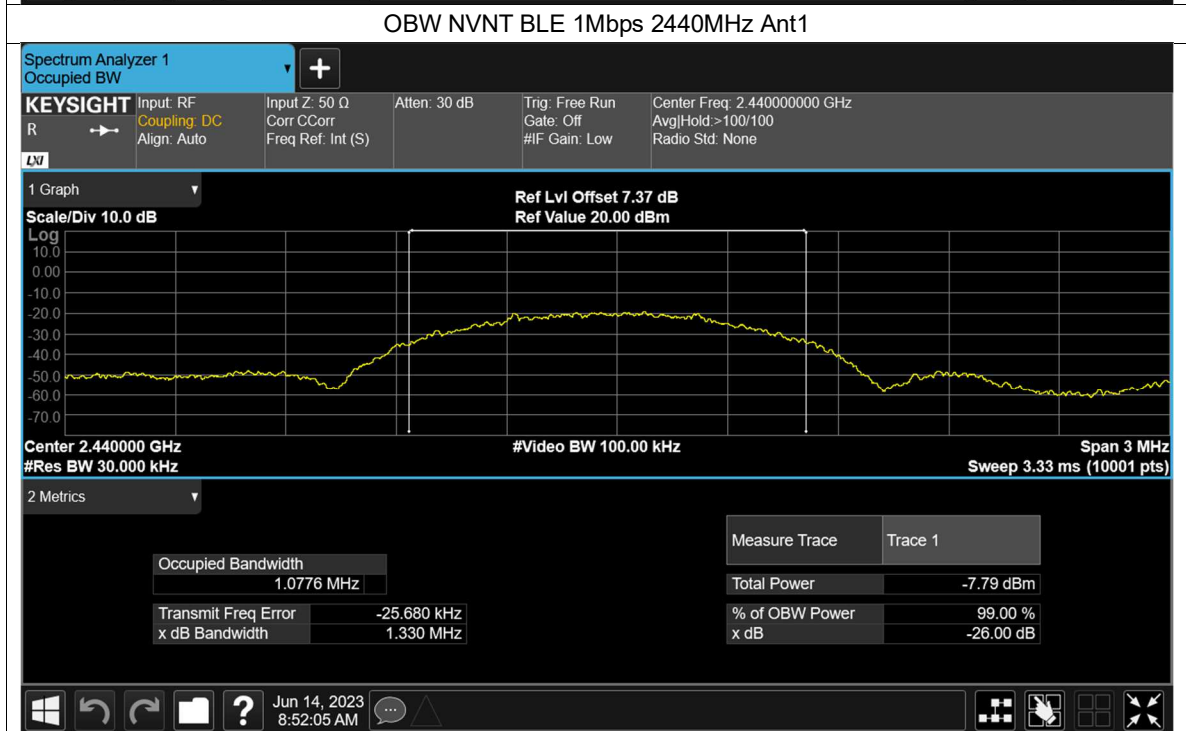 OBW NVNT BLE 1Mbps 2440MHz Ant1
Spectrum Analyzer 1
Occupied BW
KEYSIGHT
R
LXI
Input: RF
Coupling: DC
Align: Auto
Input Z: 50 Ω
Corr CCorr
Freq Ref: Int (S)
Atten: 30 dB
Trig: Free Run
Gate: Off
#IF Gain: Low
Center Freq: 2.440000000 GHz
Avg|Hold:>100/100
Radio Std: None
1 Graph
Scale/Div 10.0 dB
Ref Lvl Offset 7.37 dB
Ref Value 20.00 dBm
Log
10.0
0.00
-10.0
-20.0
-30.0
-40.0
-50.0
-60.0
-70.0
Center 2.440000 GHz
#Video BW 100.00 kHz
Span 3 MHz
#Res BW 30.000 kHz
Sweep 3.33 ms (10001 pts)
2 Metrics
Occupied Bandwidth
1.0776 MHz
Transmit Freq Error -25.680 kHz
x dB Bandwidth 1.330 MHz
Measure Trace Trace 1
Total Power -7.79 dBm
% of OBW Power 99.00 %
x dB -26.00 dB
?
Jun 14, 2023
8:52:05 AM